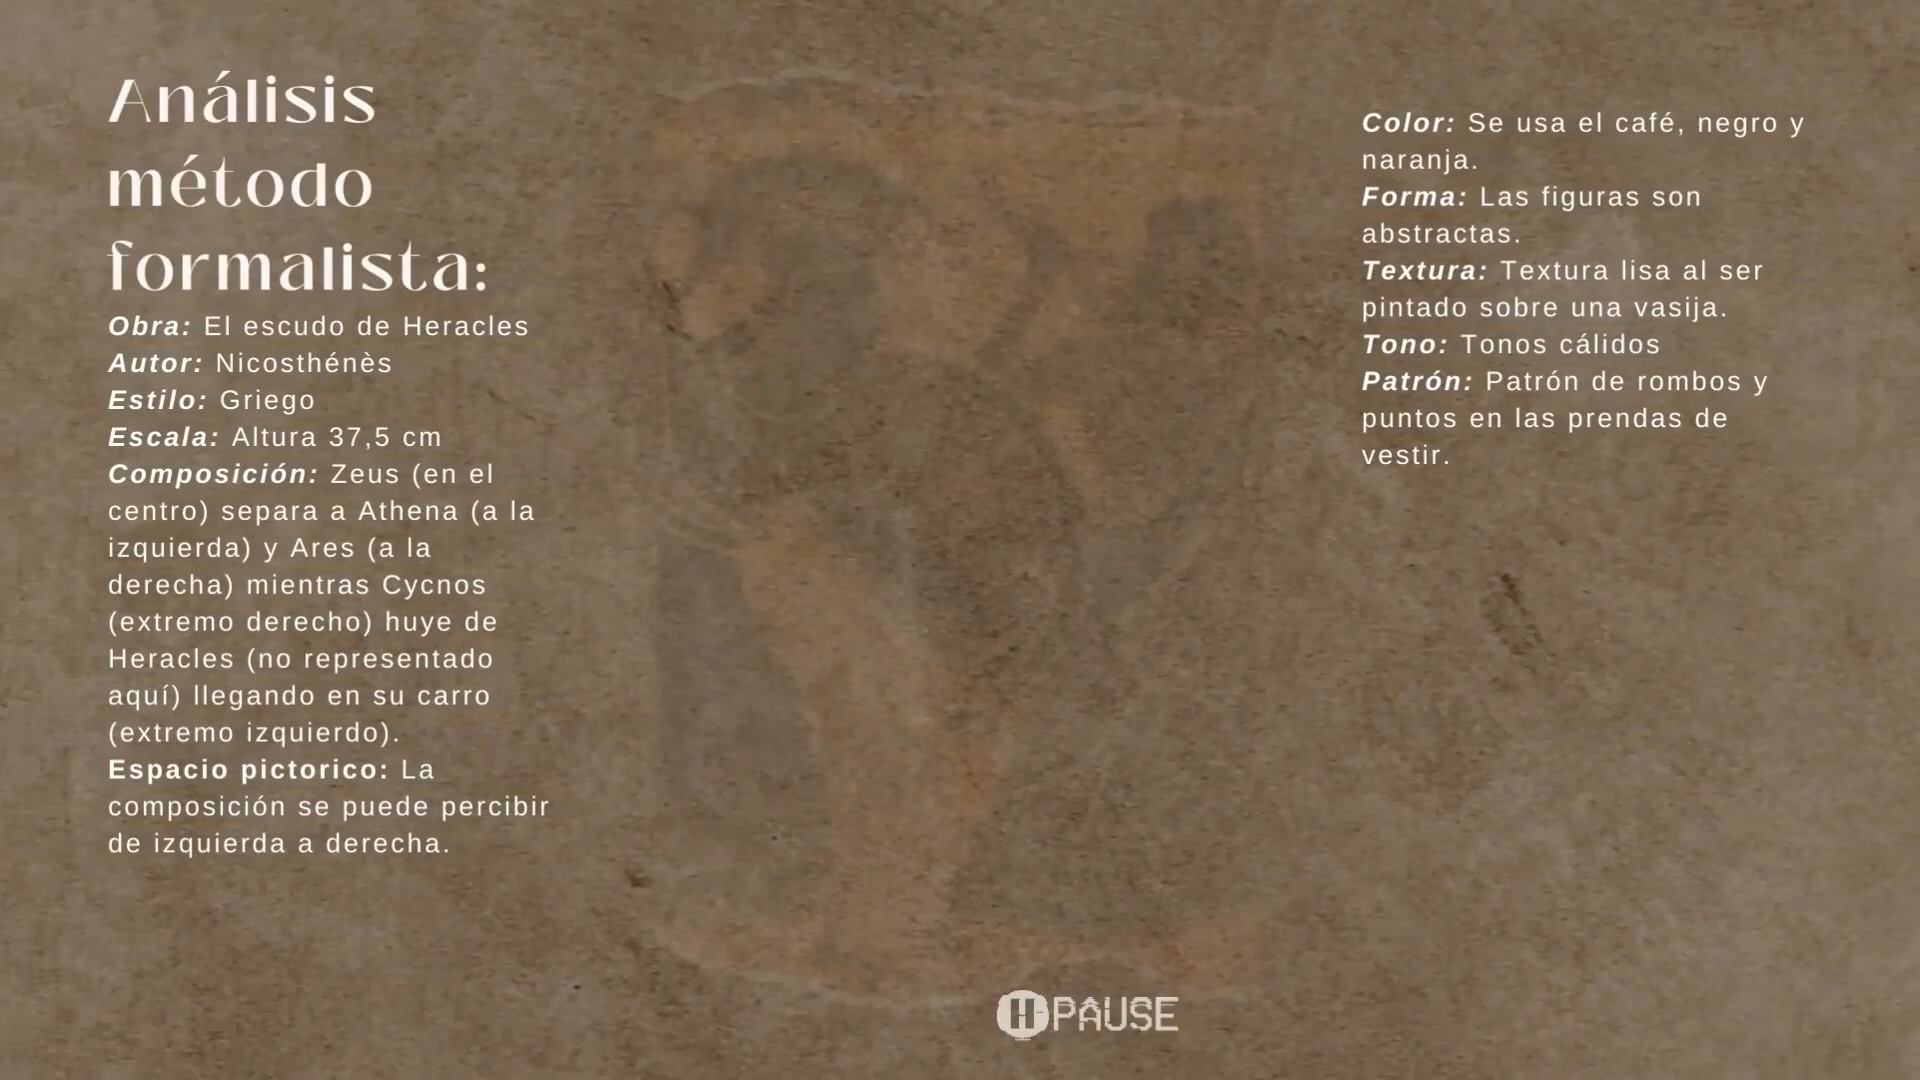 Análisis
método
formalista:
Obra: El escudo de Heracles
Autor: Nicosthénès
Estilo: Griego
Escala: Altura 37,5 cm
Composición: Zeus (en el
centro) separa a Athena (a la
izquierda) y Ares (a la
derecha) mientras Cycnos
(extremo derecho) huye de
Heracles (no representado
aquí) llegando en su carro
(extremo izquierdo).
Espacio pictorico: La
composición se puede percibir
de izquierda a derecha.
Color: Se usa el café, negro y
naranja.
Forma: Las figuras son
abstractas.
Textura: Textura lisa al ser
pintado sobre una vasija.
Tono: Tonos cálidos
Patrón: Patrón de rombos y
puntos en las prendas de
vestir.
PAUSE